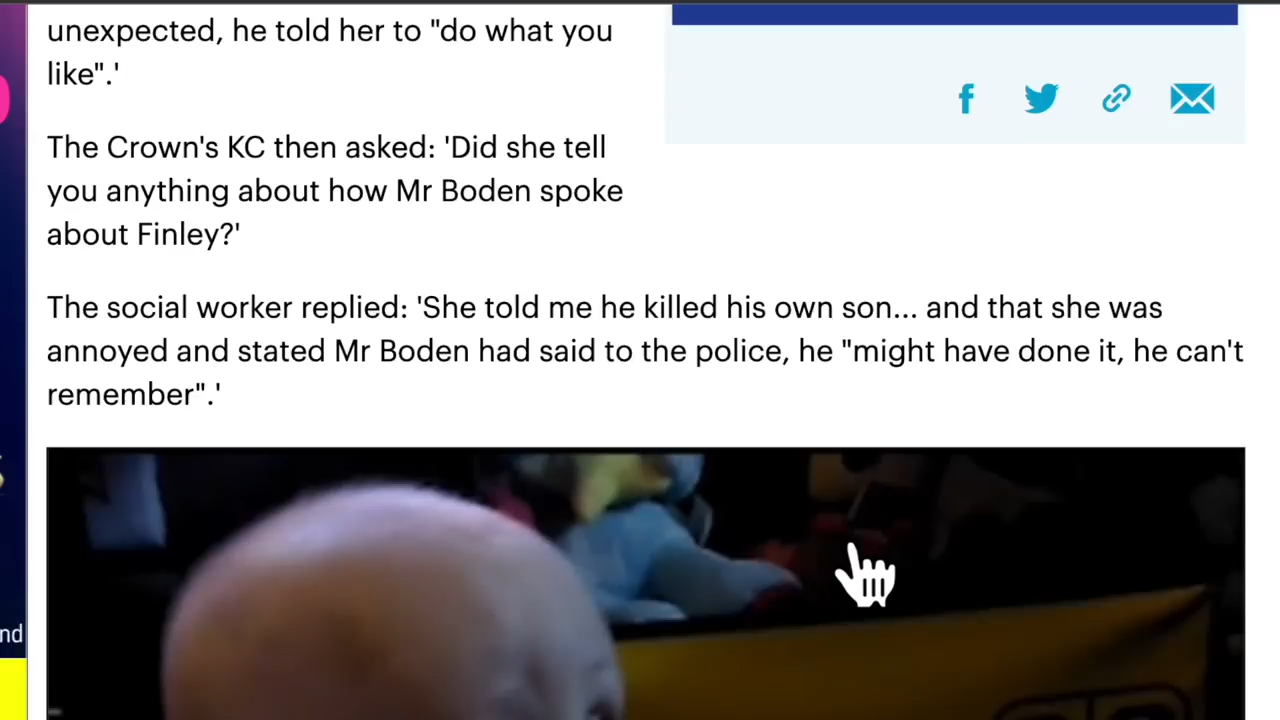 unexpected, he told her to "do what you
like".'
The Crown's KC then asked: 'Did she tell
you anything about how Mr Boden spoke
about Finley?'
The social worker replied: 'She told me he killed his own son... and that she was
annoyed and stated Mr Boden had said to the police, he "might have done it, he can't
remember".'
nd